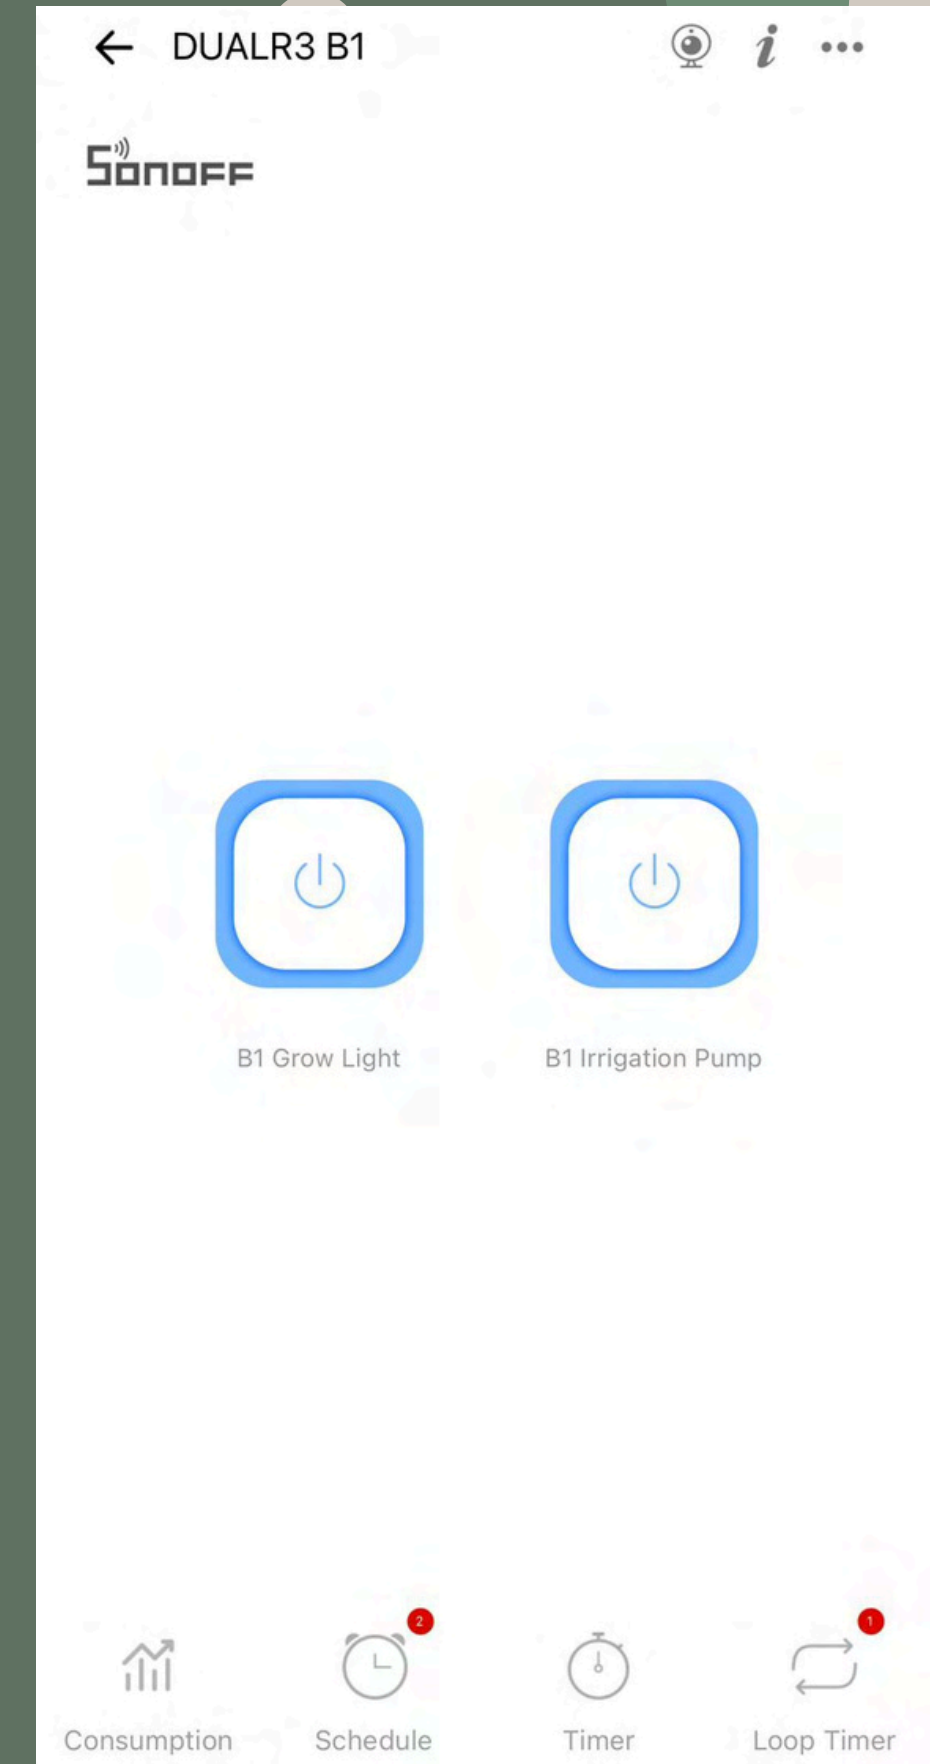 DUALR3 B1
SONOFF
B1 Grow Light
B1 Irrigation Pump
2
1
Consumption
Schedule
Timer
Loop Timer